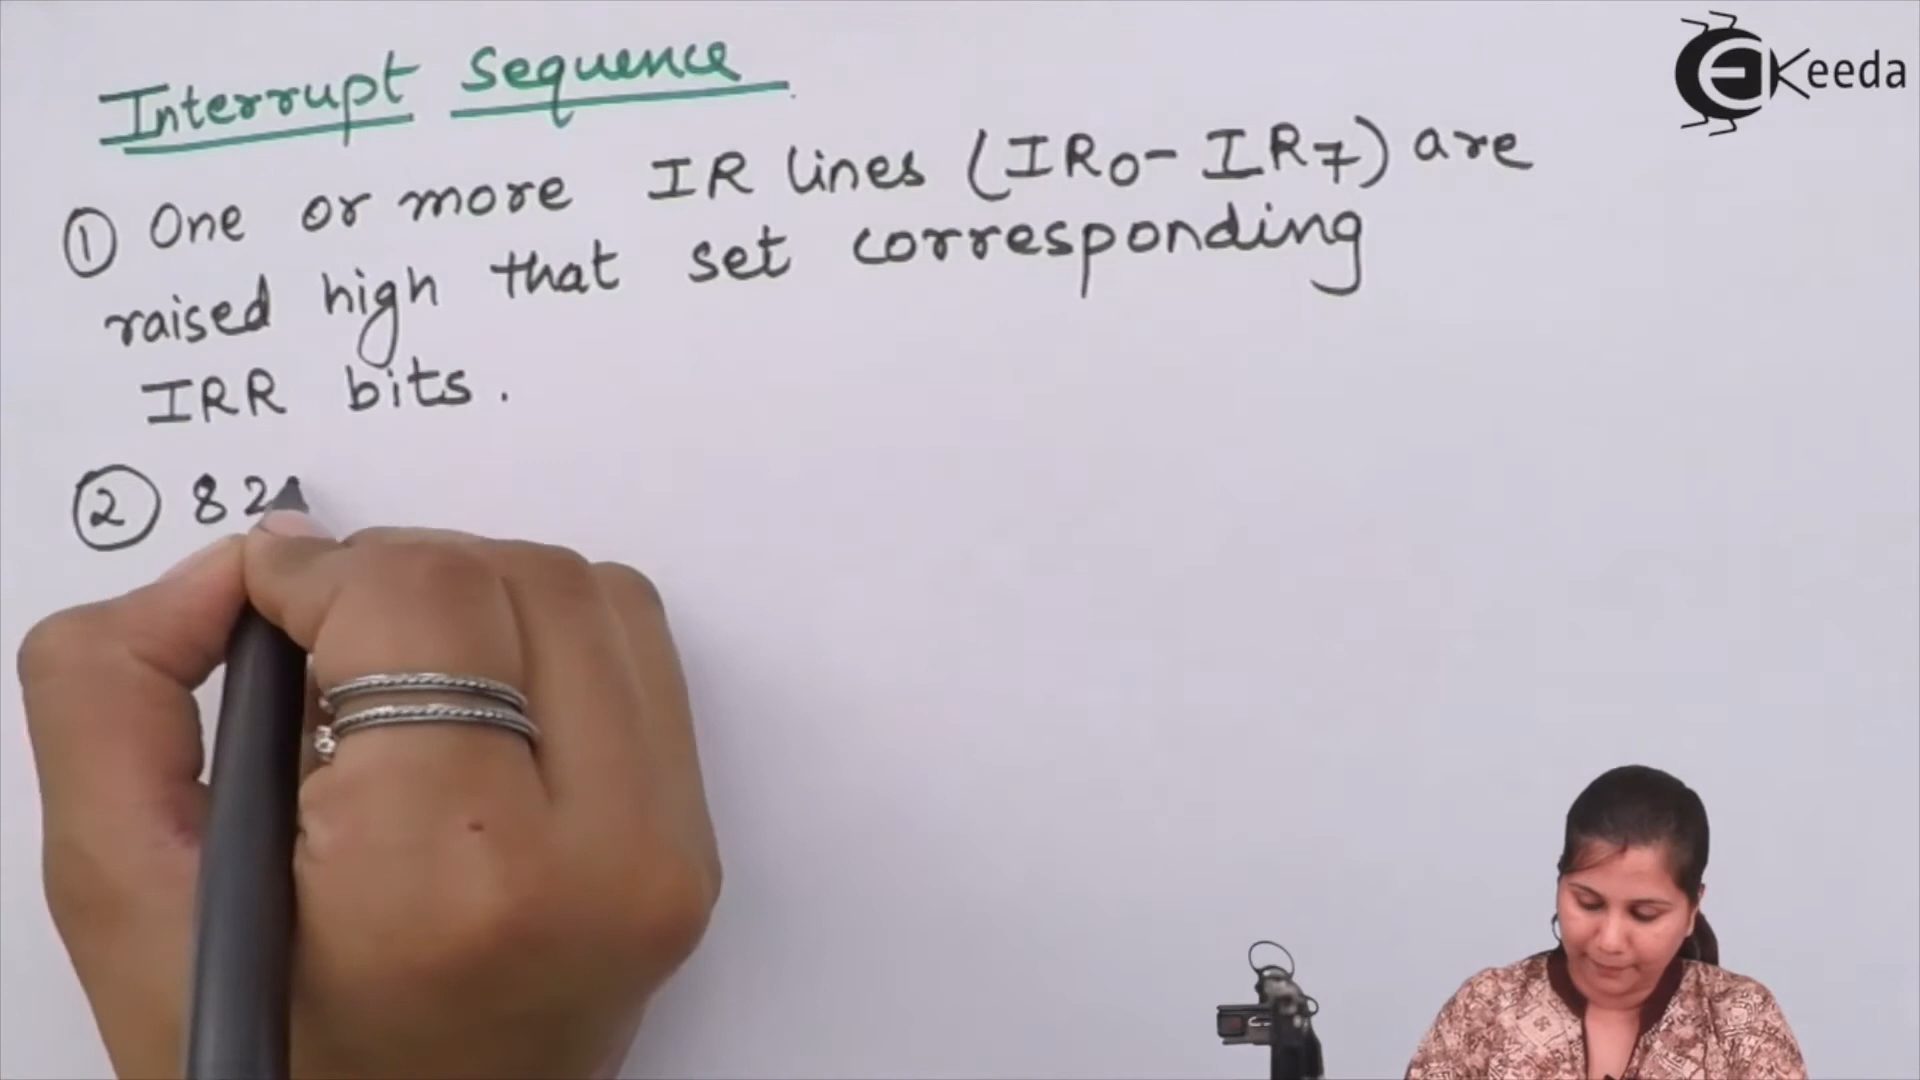 Interrupt Sequence
EKeeda
① One or more IR lines (IR0 - IR7) are
raised high that set corresponding
IRR bits.
② 82